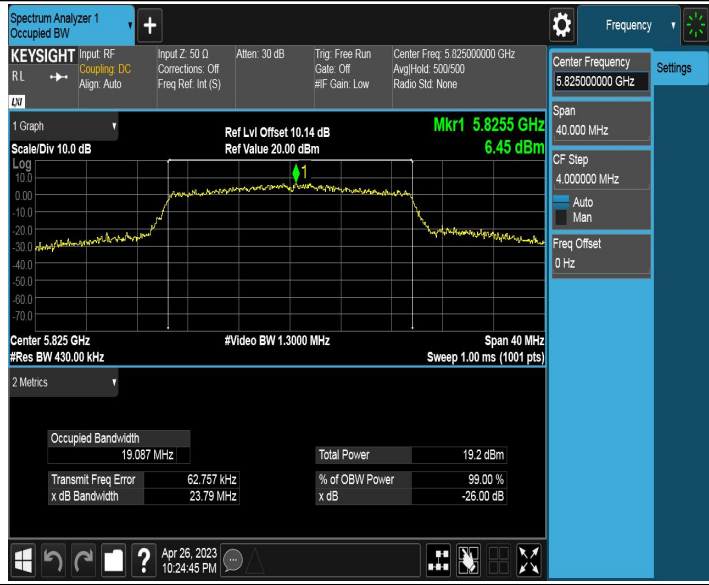 Spectrum Analyzer 1
Occupied BW
Frequency
KEYSIGHT
RL
LXI
Input: RF
Coupling: DC
Align: Auto
Input Z: 50 Ω
Corrections: Off
Freq Ref: Int (S)
Atten: 30 dB
Trig: Free Run
Gate: Off
#IF Gain: Low
Center Freq: 5.825000000 GHz
Avg|Hold: 500/500
Radio Std: None
Center Frequency
5.825000000 GHz
Settings
Span
40.000 MHz
CF Step
4.000000 MHz
Auto
Man
Freq Offset
0 Hz
1 Graph
Scale/Div 10.0 dB
Ref Lvl Offset 10.14 dB
Ref Value 20.00 dBm
Mkr1 5.8255 GHz
6.45 dBm
Log
10.0
0.00
-10.0
-20.0
-30.0
-40.0
-50.0
-60.0
-70.0
1
Center 5.825 GHz
#Video BW 1.3000 MHz
Span 40 MHz
#Res BW 430.00 kHz
Sweep 1.00 ms (1001 pts)
2 Metrics
Occupied Bandwidth
19.087 MHz
Total Power 19.2 dBm
Transmit Freq Error 62.757 kHz
% of OBW Power 99.00 %
x dB Bandwidth 23.79 MHz
x dB -26.00 dB
?
Apr 26, 2023
10:24:45 PM